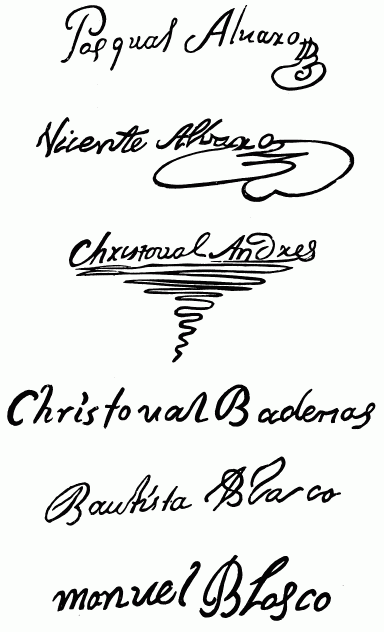 Pasqual Alvaro
Vicente Alvaro
Christoval Andres
Christoval Badenas
Bautista Blasco
manuel Blasco